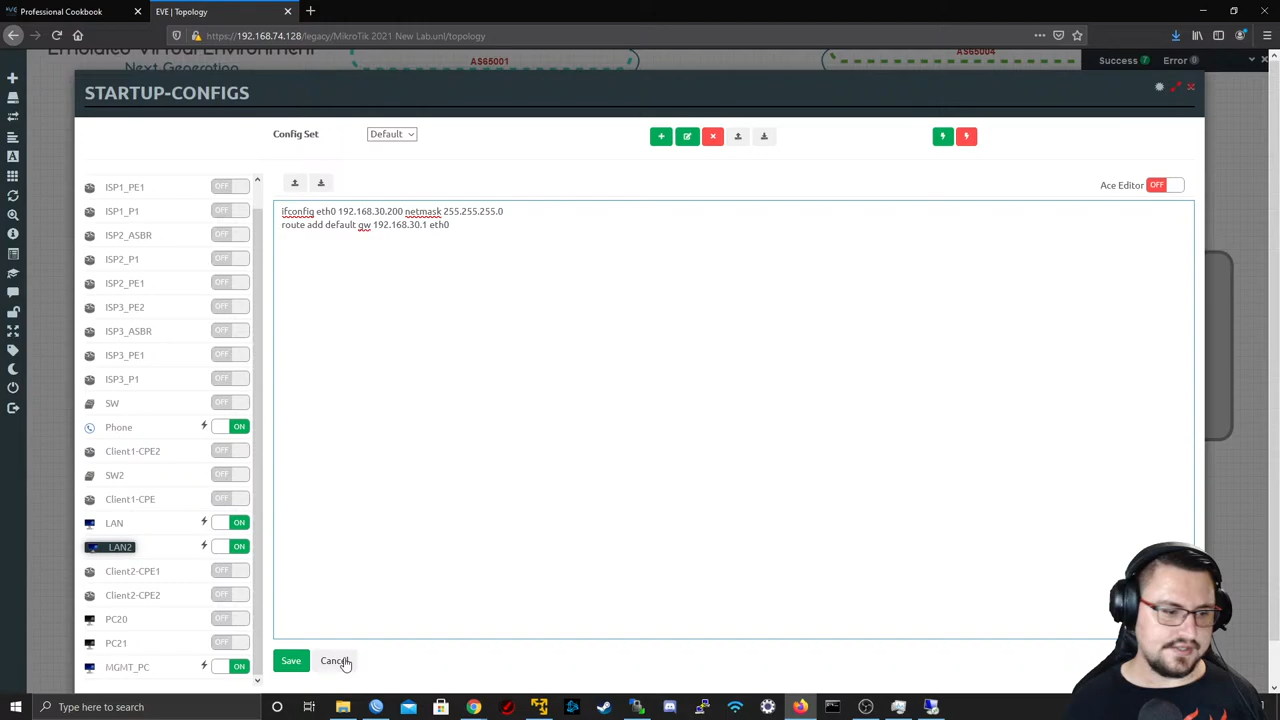 Professional Cookbook
EVE | Topology
https://192.168.74.128/legacy/MikroTik 2021 New Lab.unl/topology
Emulated Virtual Environment
Next Generation
AS65001
AS65004
Success 7
Error 0
STARTUP-CONFIGS
Config Set
Default
Ace Editor
OFF
ISP1_PE1
OFF
ISP1_P1
OFF
ISP2_ASBR
OFF
ISP2_P1
OFF
ISP2_PE1
OFF
ISP3_PE2
OFF
ISP3_ASBR
OFF
ISP3_PE1
OFF
ISP3_P1
OFF
SW
OFF
Phone
ON
Client1-CPE2
OFF
SW2
OFF
Client1-CPE
OFF
LAN
ON
LAN2
ON
Client2-CPE1
OFF
Client2-CPE2
OFF
PC20
OFF
PC21
OFF
MGMT_PC
ON
ifconfig eth0 192.168.30.200 netmask 255.255.255.0
route add default gw 192.168.30.1 eth0
Save
Cancel
Type here to search